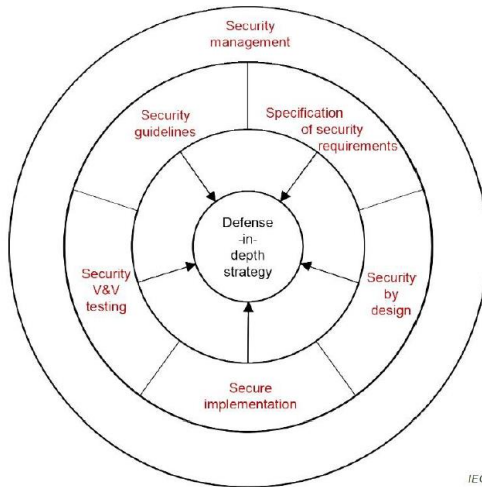 Security
management
Security
guidelines
Specification
of security
requirements
Defense
-in-
depth
strategy
Security
V&V
testing
Security
by
design
Secure
implementation
IEC